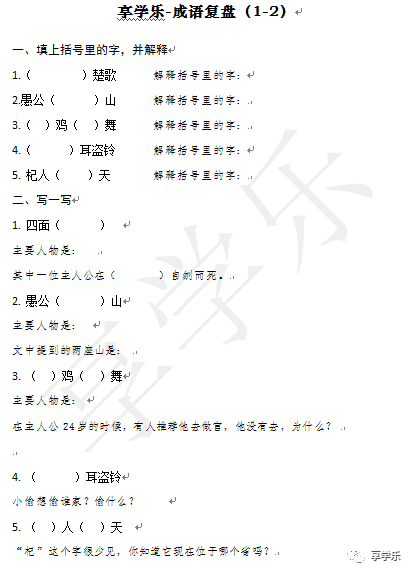 享学乐-成语复盘（1-2）
一、填上括号里的字，并解释
1.（ ）楚歌 解释括号里的字：
2.愚公（ ）山 解释括号里的字：
3.（ ）鸡（ ）舞 解释括号里的字：
4.（ ）耳盗铃 解释括号里的字：
5. 杞人（ ）天 解释括号里的字：
二、写一写
1. 四面（ ）
主要人物是：
其中一位主人公在（ ）自刎而死。
2. 愚公（ ）山
主要人物是：
文中提到的两座山是：
3.（ ）鸡（ ）舞
主要人物是：
在主人公 24 岁的时候，有人推荐他去做官，他没有去，为什么？
4.（ ）耳盗铃
小偷想偷谁家？偷什么？
5.（ ）人（ ）天
“杞”这个字很少见，你知道它现在位于哪个省吗？
享学乐
享学乐